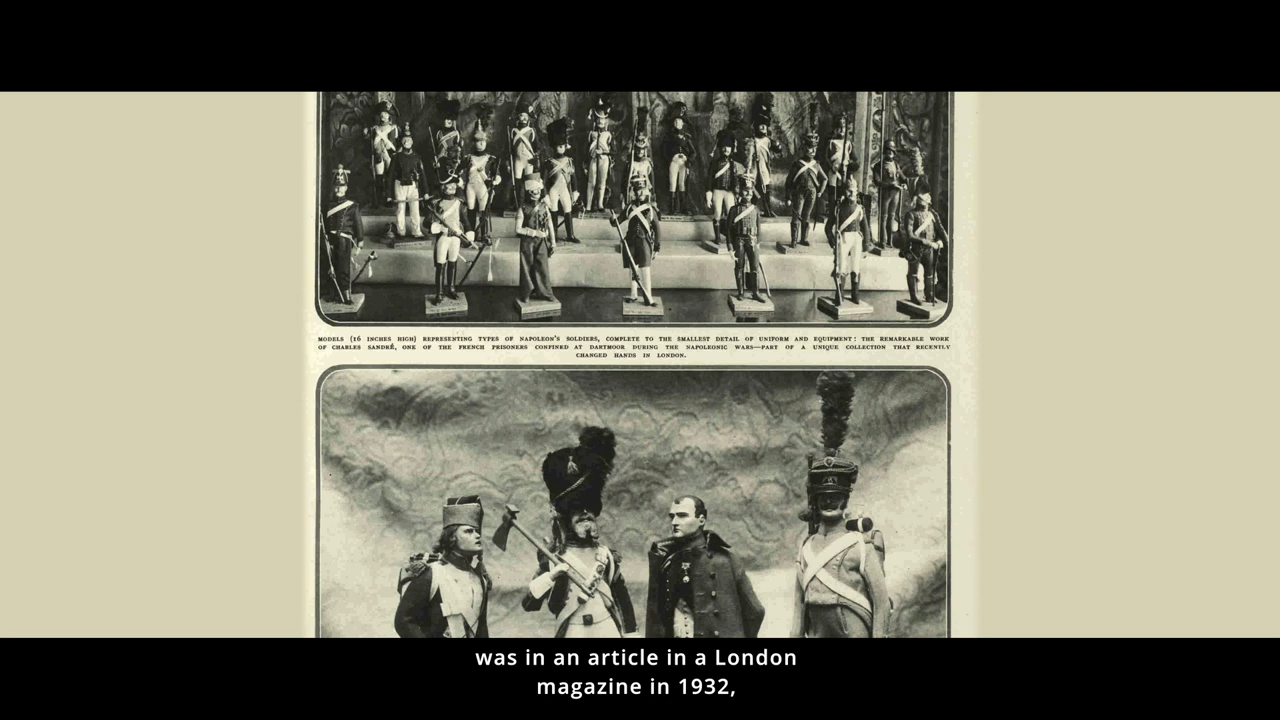 MODELS (16 INCHES HIGH) REPRESENTING TYPES OF NAPOLEON'S SOLDIERS, COMPLETE TO THE SMALLEST DETAIL OF UNIFORM AND EQUIPMENT: THE REMARKABLE WORK
OF CHARLES SANDRÉ, ONE OF THE FRENCH PRISONERS CONFINED AT DARTMOOR DURING THE NAPOLEONIC WARS—PART OF A UNIQUE COLLECTION THAT RECENTLY
CHANGED HANDS IN LONDON.
was in an article in a London
magazine in 1932,